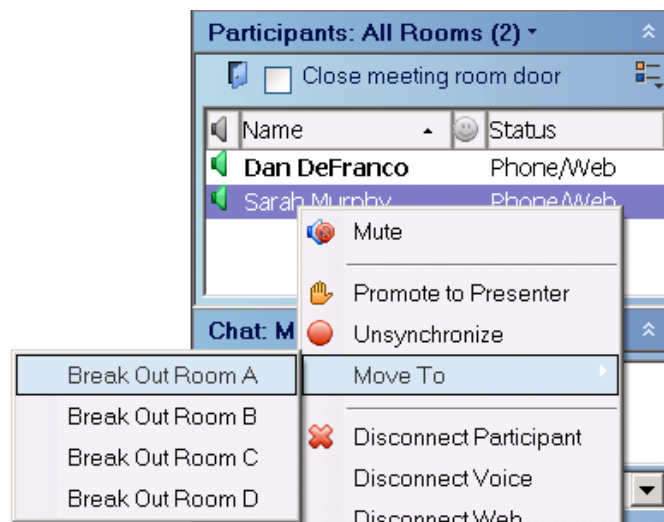 Participants: All Rooms (2)
Close meeting room door
Name Status
Dan DeFranco Phone/Web
Sarah Murphy Phone/Web
Mute
Promote to Presenter
Chat: M
Unsynchronize
Break Out Room A Move To
Break Out Room B
Disconnect Participant
Break Out Room C
Disconnect Voice
Break Out Room D
Disconnect Web